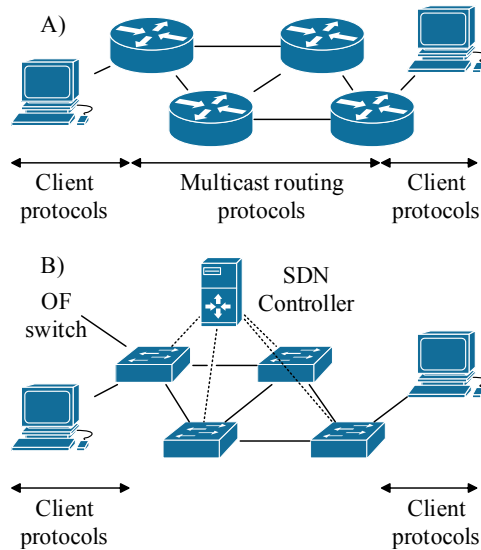 A)
Client
protocols
Multicast routing
protocols
Client
protocols
B)
OF
switch
SDN
Controller
Client
protocols
Client
protocols